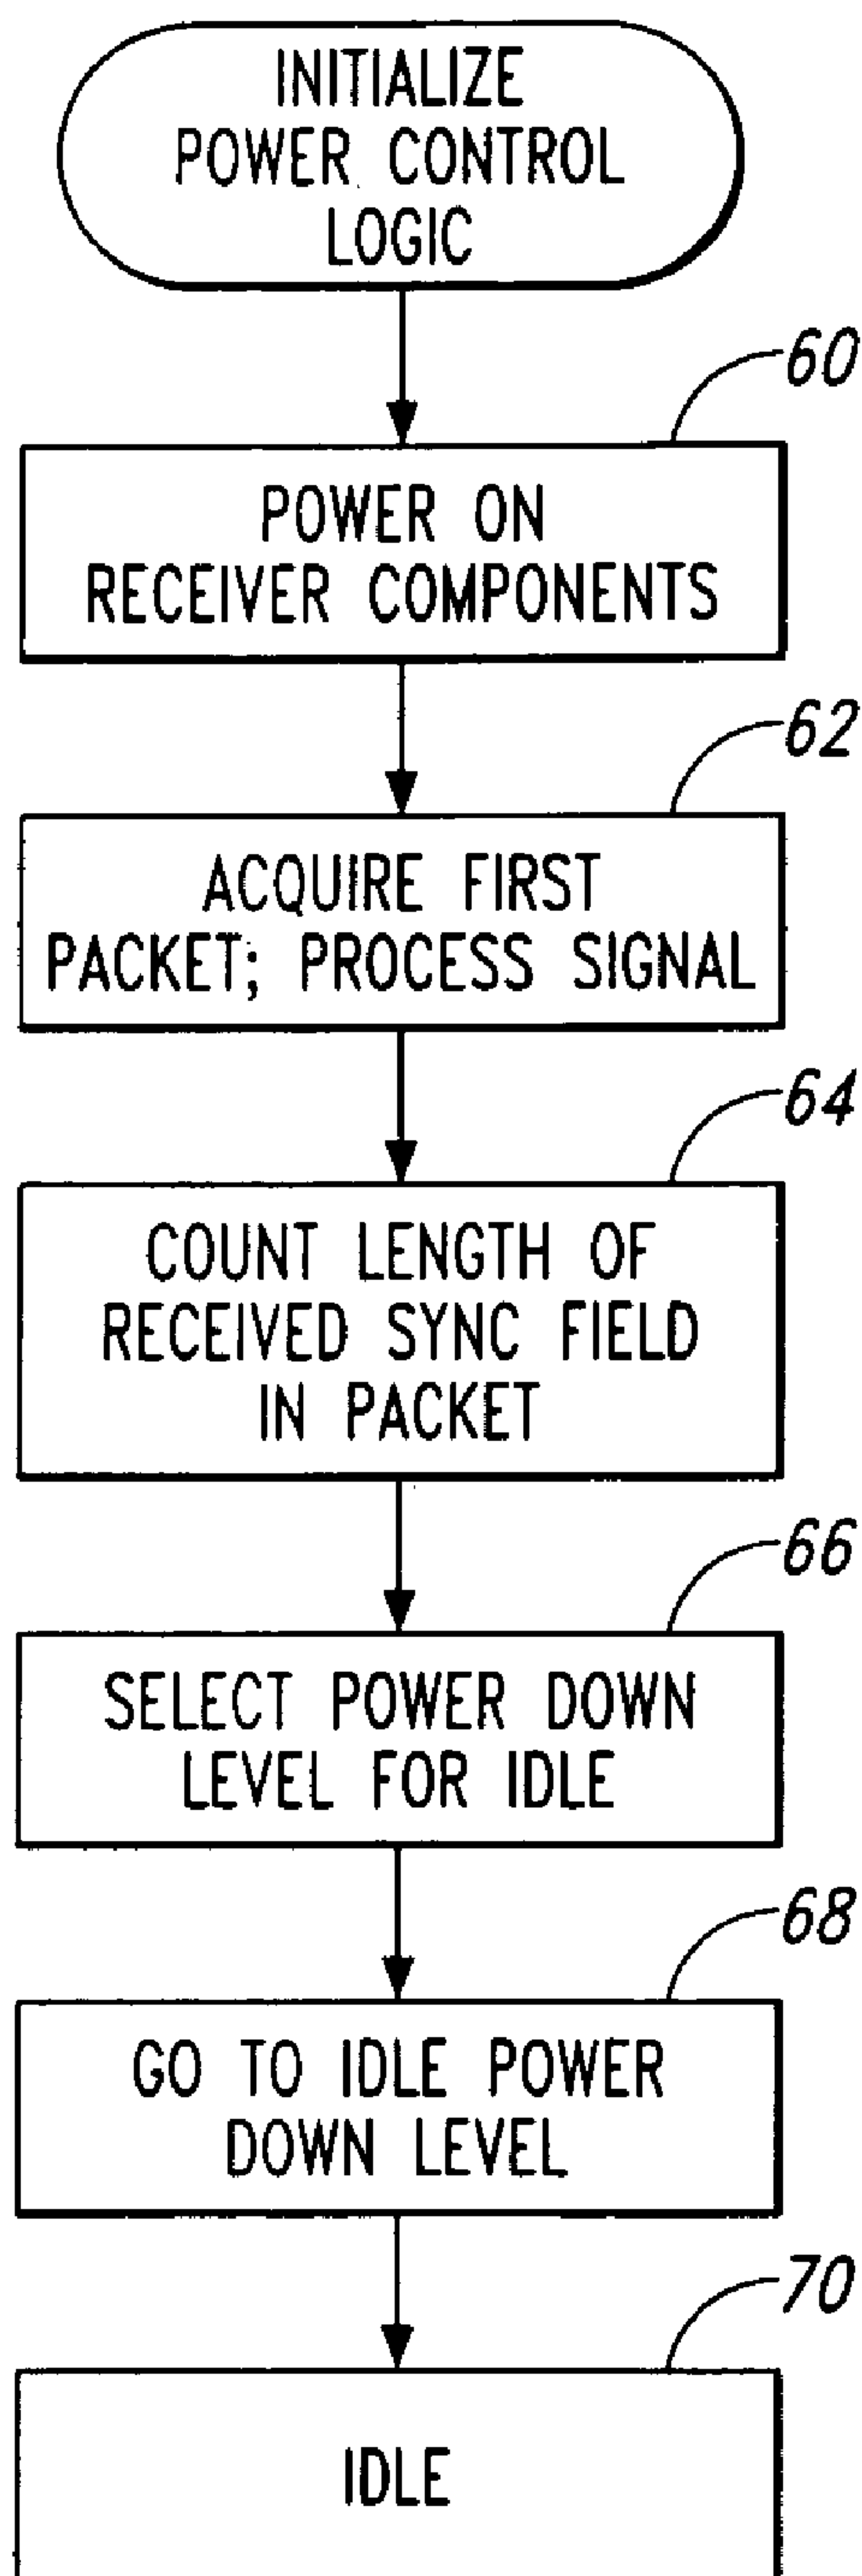 INITIALIZE
POWER CONTROL
LOGIC
60
POWER ON
RECEIVER COMPONENTS
62
ACQUIRE FIRST
PACKET; PROCESS SIGNAL
64
COUNT LENGTH OF
RECEIVED SYNC FIELD
IN PACKET
66
SELECT POWER DOWN
LEVEL FOR IDLE
68
GO TO IDLE POWER
DOWN LEVEL
70
IDLE